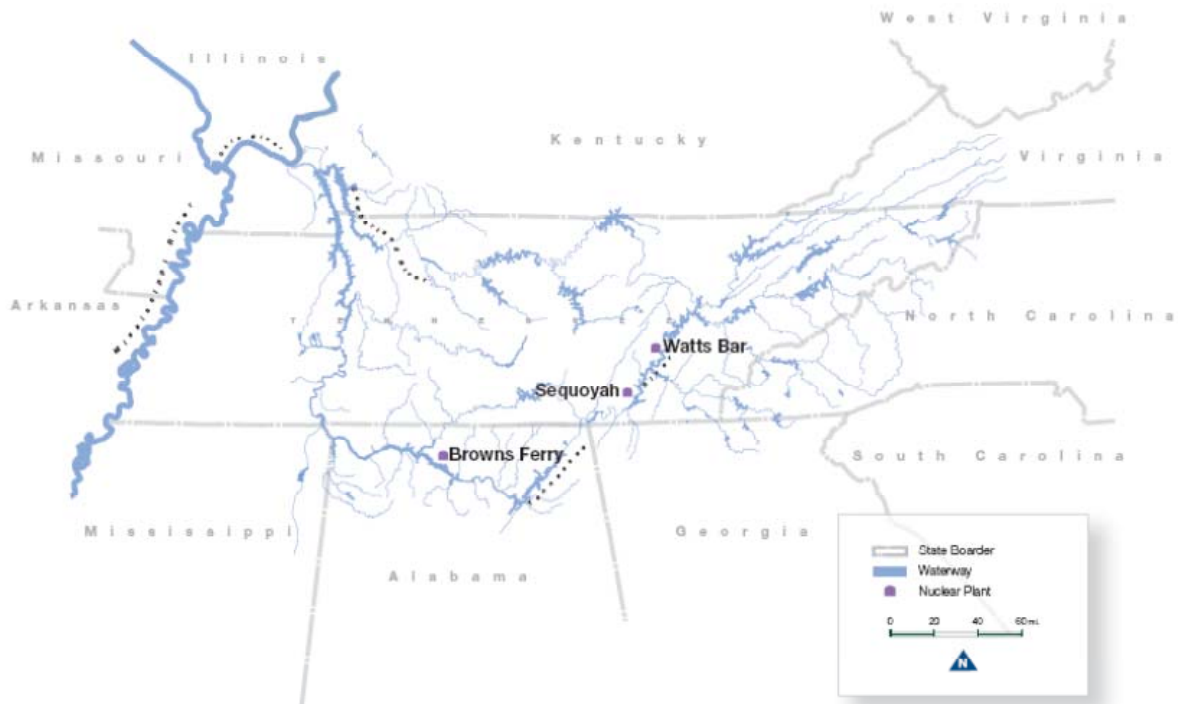 West Virginia
Illinois
Kentucky
Missouri
Virginia
Arkansas
North Carolina
TENNESSEE
Watts Bar
Sequoyah
Browns Ferry
South Carolina
Mississippi
Georgia
Alabama
State Boarder
Waterway
Nuclear Plant
0 20 40 60 mi.
N